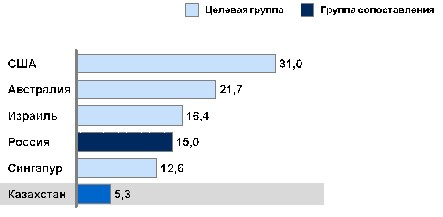 Целевая группа Группа сопоставления
США 31,0
Австралия 21,7
Израиль 16,4
Россия 15,0
Сингапур 12,6
Казахстан 5,3